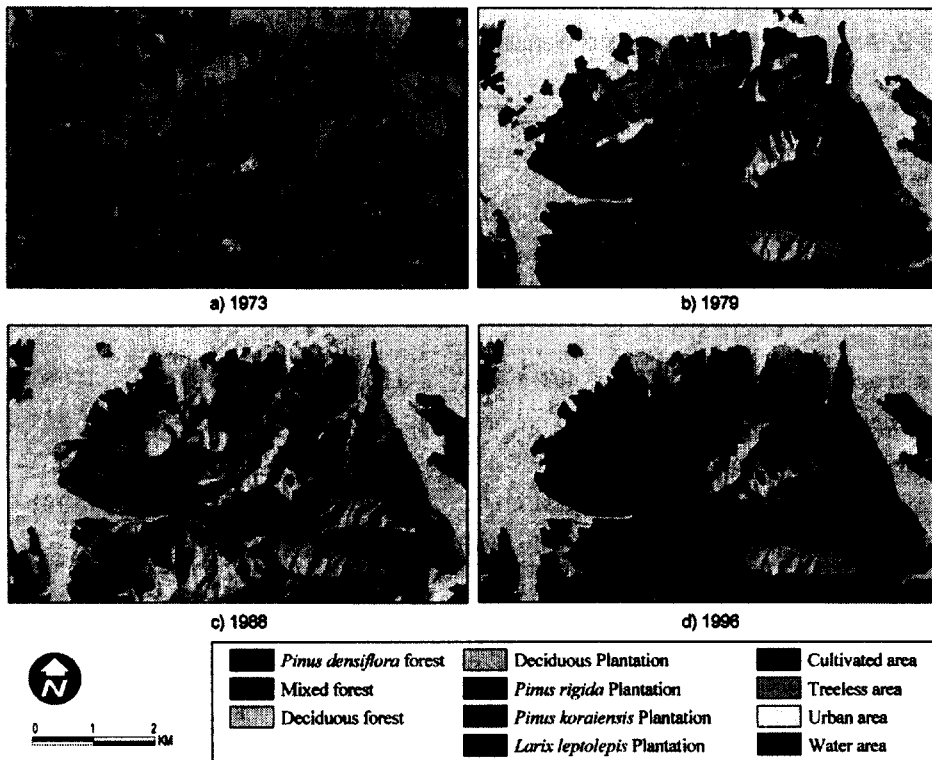 a) 1973
b) 1979
c) 1988
d) 1996
N
0 1 2
KM
Pinus densiflora forest
Mixed forest
Deciduous forest
Deciduous Plantation
Pinus rigida Plantation
Pinus koraiensis Plantation
Larix leptolepis Plantation
Cultivated area
Treeless area
Urban area
Water area